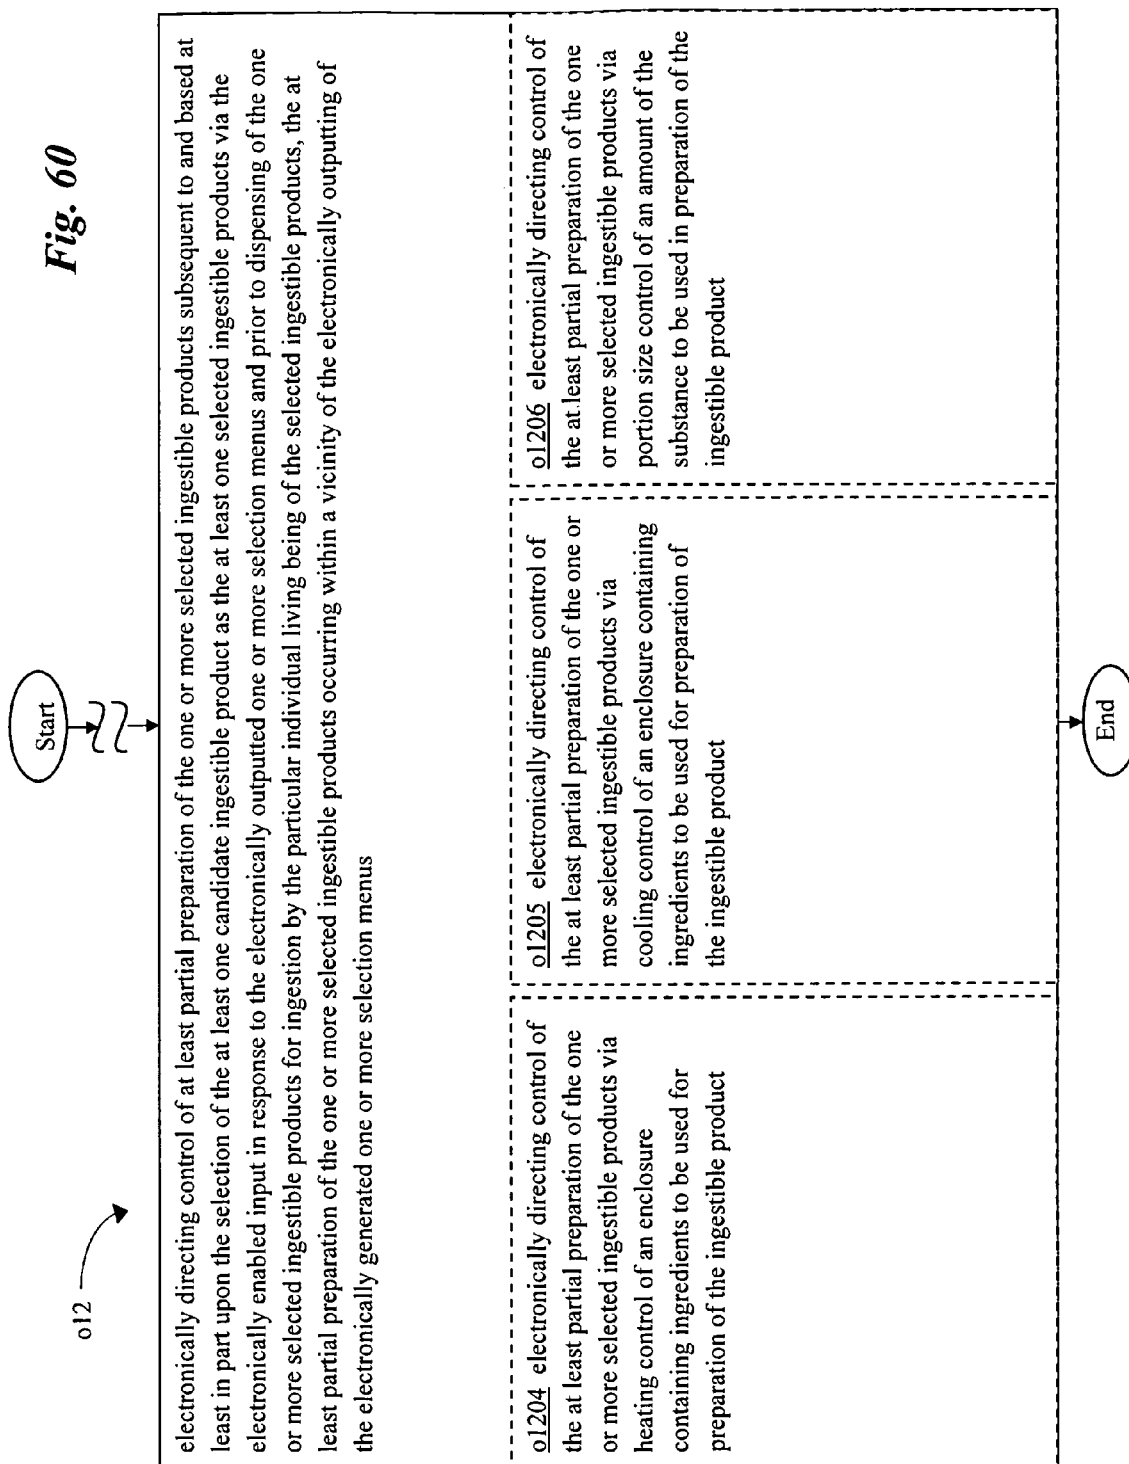 Fig. 60
Start
o12
electronically directing control of at least partial preparation of the one or more selected ingestible products subsequent to and based at
least in part upon the selection of the at least one candidate ingestible product as the at least one selected ingestible products via the
electronically enabled input in response to the electronically outputted one or more selection menus and prior to dispensing of the one
or more selected ingestible products for ingestion by the particular individual living being of the selected ingestible products, the at
least partial preparation of the one or more selected ingestible products occurring within a vicinity of the electronically outputing of
the electronically generated one or more selection menus
o1204 electronically directing control of
the at least partial preparation of the one
or more selected ingestible products via
heating control of an enclosure
containing ingredients to be used for
preparation of the ingestible product
o1205 electronically directing control of
the at least partial preparation of the one or
more selected ingestible products via
cooling control of an enclosure containing
ingredients to be used for preparation of
the ingestible product
o1206 electronically directing control of
the at least partial preparation of the one
or more selected ingestible products via
portion size control of an amount of the
substance to be used in preparation of the
ingestible product
End